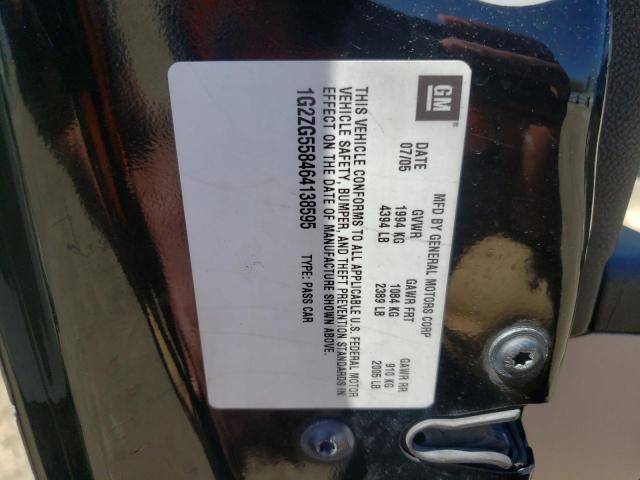 GM
MFD BY GENERAL MOTORS CORP
DATE GVWR GAWR FRT GAWR RR
07/05 1994 KG 1084 KG 910 KG
4394 LB 2389 LB 2005 LB
THIS VEHICLE CONFORMS TO ALL APPLICABLE U.S. FEDERAL MOTOR
VEHICLE SAFETY, BUMPER, AND THEFT PREVENTION STANDARDS IN
EFFECT ON THE DATE OF MANUFACTURE SHOWN ABOVE.
1G2ZG558464138595 TYPE: PASS CAR